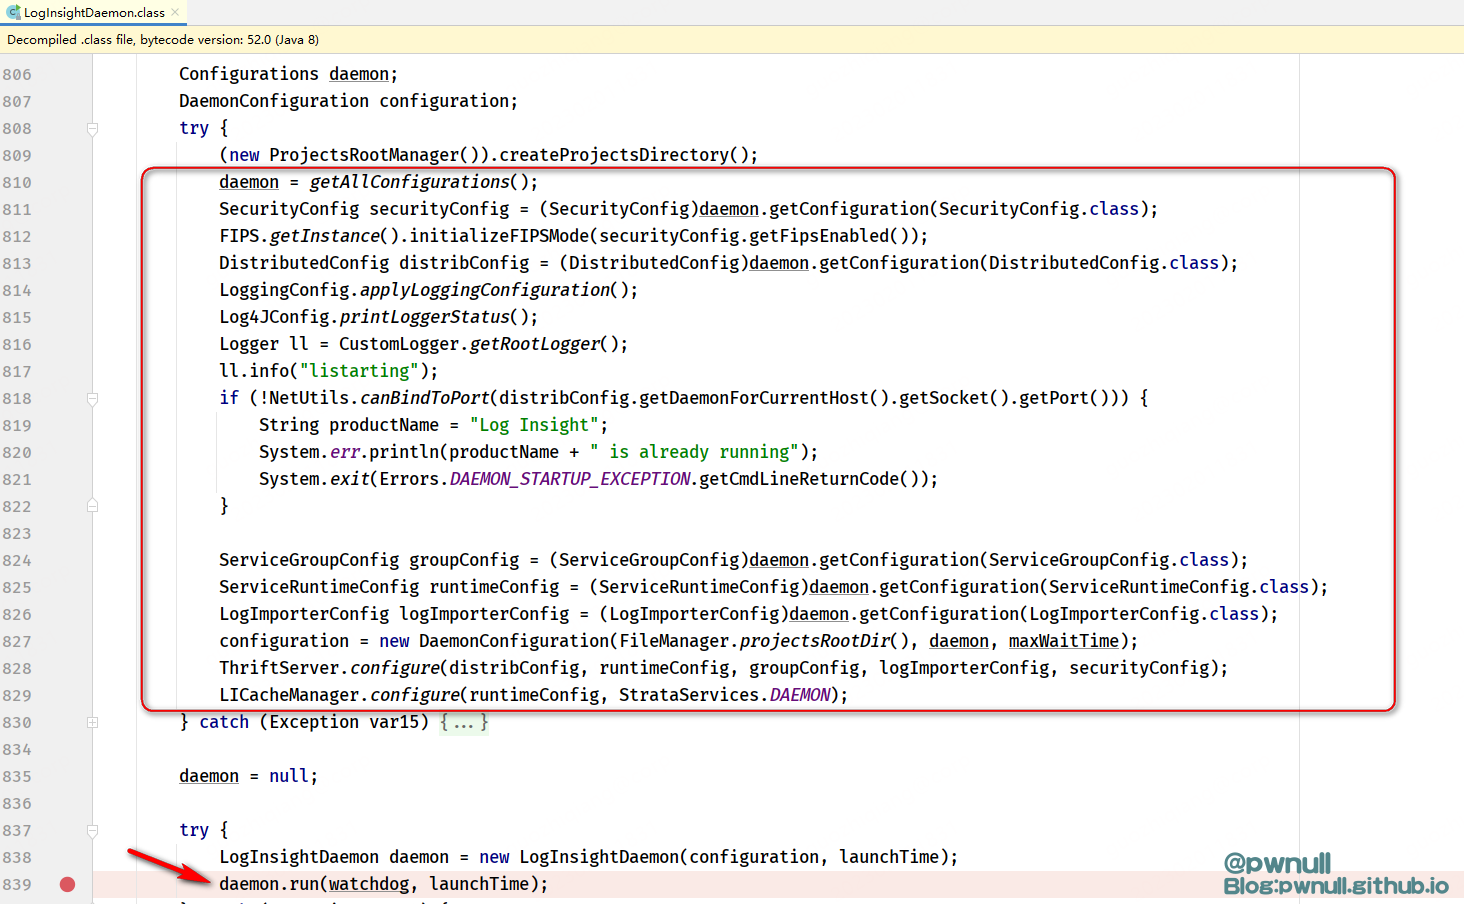 LogInsightDaemon.class
Decompiled .class file, bytecode version: 52.0 (Java 8)
806 Configurations daemon;
807 DaemonConfiguration configuration;
808 try {
809 (new ProjectsRootManager()).createProjectsDirectory();
810 daemon = getAllConfigurations();
811 SecurityConfig securityConfig = (SecurityConfig)daemon.getConfiguration(SecurityConfig.class);
812 FIPS.getInstance().initializeFIPSMode(securityConfig.getFipsEnabled());
813 DistributedConfig distribConfig = (DistributedConfig)daemon.getConfiguration(DistributedConfig.class);
814 LoggingConfig.applyLoggingConfiguration();
815 Log4JConfig.printLoggerStatus();
816 Logger ll = CustomLogger.getRootLogger();
817 ll.info("listarting");
818 if (!NetUtils.canBindToPort(distribConfig.getDaemonForCurrentHost().getSocket().getPort())) {
819 String productName = "Log Insight";
820 System.err.println(productName + " is already running");
821 System.exit(Errors.DAEMON_STARTUP_EXCEPTION.getCmdLineReturnCode());
822 }
823
824 ServiceGroupConfig groupConfig = (ServiceGroupConfig)daemon.getConfiguration(ServiceGroupConfig.class);
825 ServiceRuntimeConfig runtimeConfig = (ServiceRuntimeConfig)daemon.getConfiguration(ServiceRuntimeConfig.class);
826 LogImporterConfig logImporterConfig = (LogImporterConfig)daemon.getConfiguration(LogImporterConfig.class);
827 configuration = new DaemonConfiguration(FileManager.projectsRootDir(), daemon, maxWaitTime);
828 ThriftServer.configure(distribConfig, runtimeConfig, groupConfig, logImporterConfig, securityConfig);
829 LICacheManager.configure(runtimeConfig, StrataServices.DAEMON);
830 } catch (Exception var15) {...}
834
835 daemon = null;
836
837 try {
838 LogInsightDaemon daemon = new LogInsightDaemon(configuration, launchTime);
839 daemon.run(watchdog, launchTime);
@pwnull
Blog:pwnull.github.io